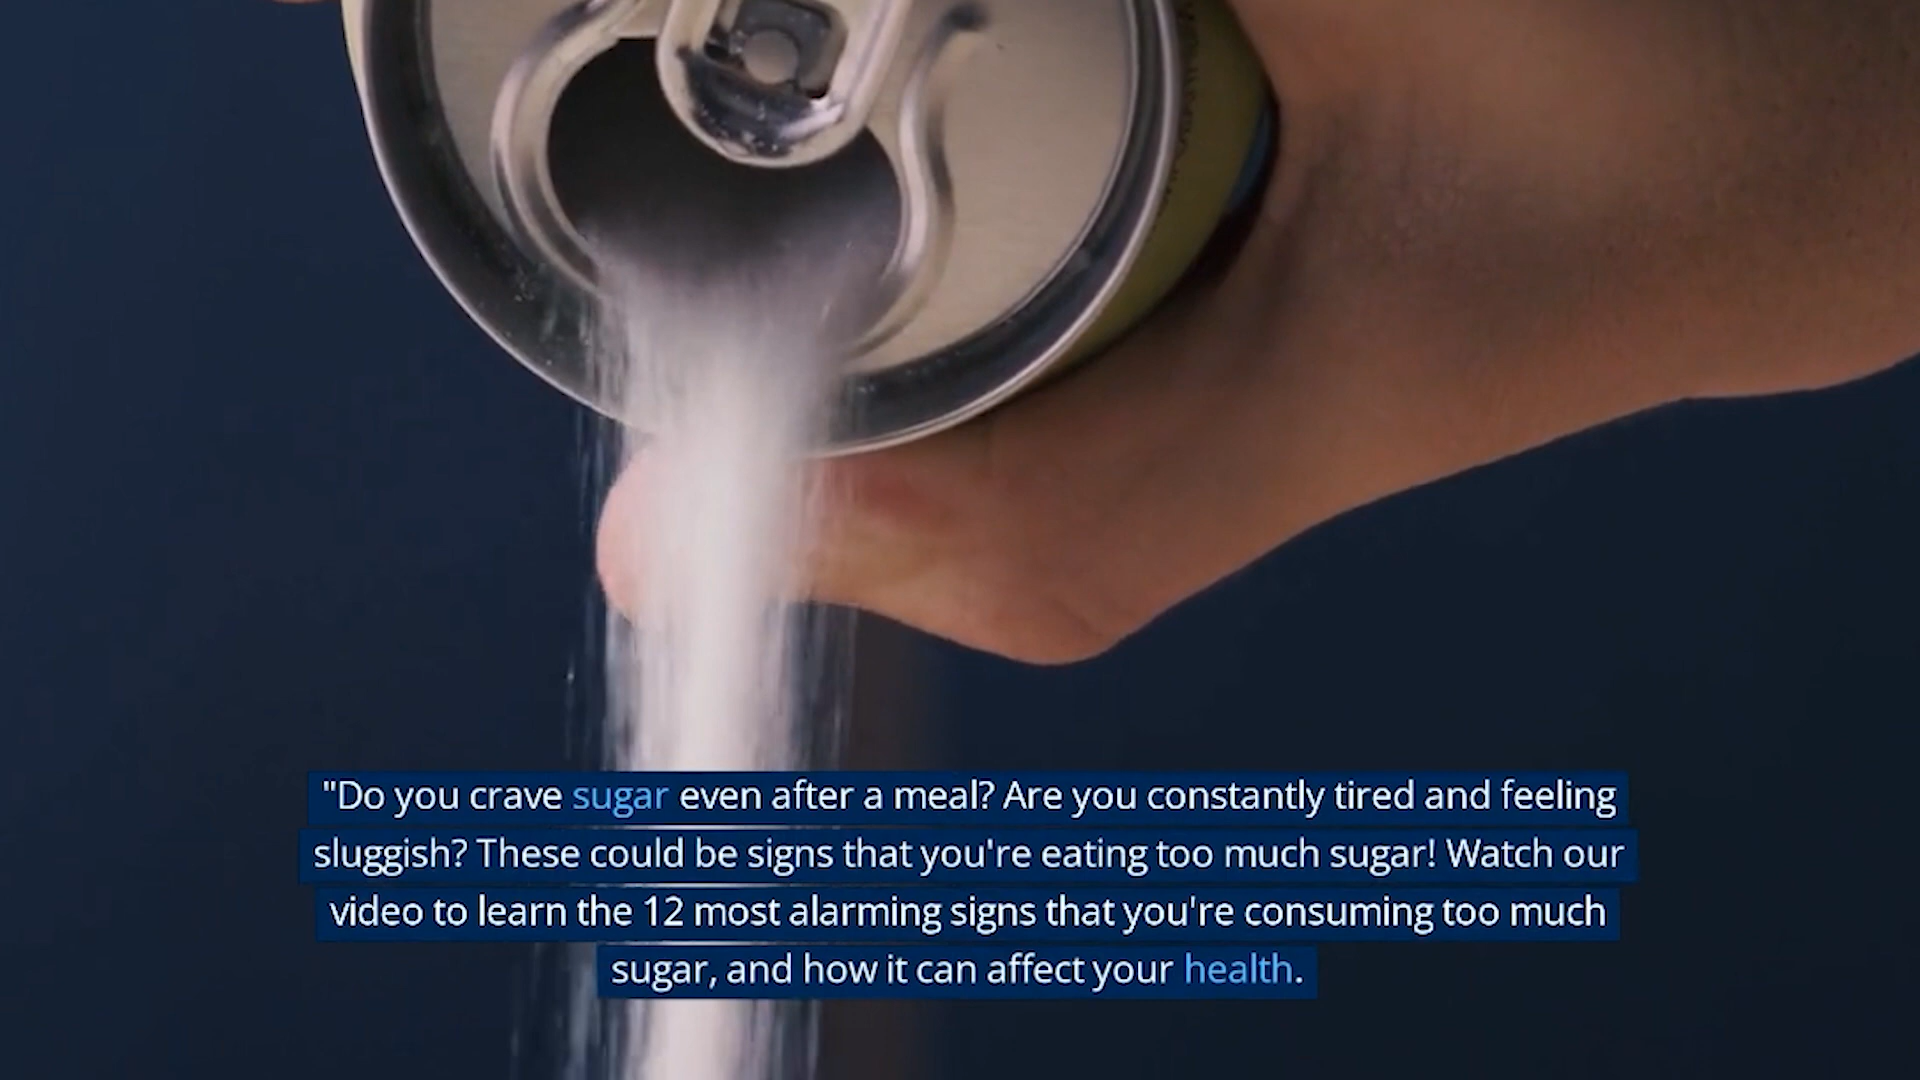 "Do you crave sugar even after a meal? Are you constantly tired and feeling
sluggish? These could be signs that you're eating too much sugar! Watch our
video to learn the 12 most alarming signs that you're consuming too much
sugar, and how it can affect your health.